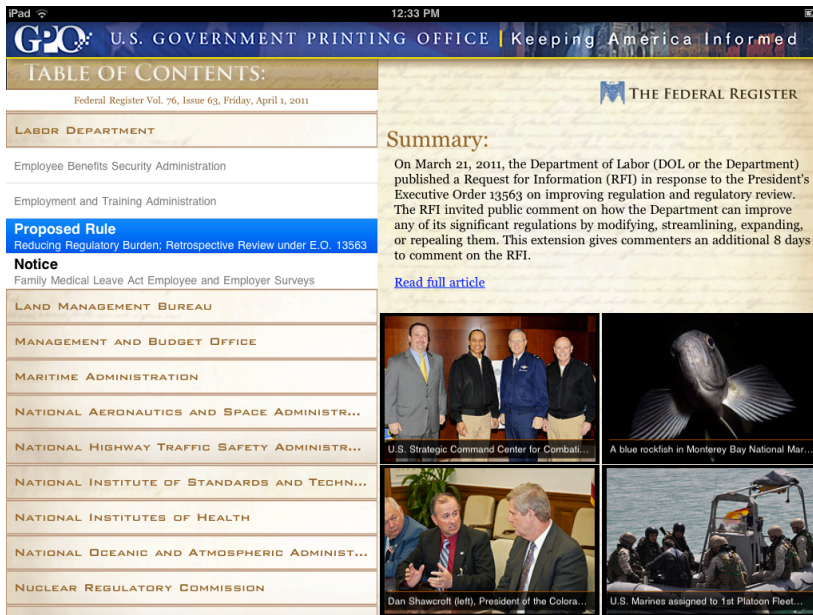 iPad
12:33 PM
GPO
U.S. GOVERNMENT PRINTING OFFICE | Keeping America Informed
TABLE OF CONTENTS:
Federal Register Vol. 76, Issue 63, Friday, April 1, 2011
LABOR DEPARTMENT
Employee Benefits Security Administration
Employment and Training Administration
Proposed Rule
Reducing Regulatory Burden; Retrospective Review under E.O. 13563
Notice
Family Medical Leave Act Employee and Employer Surveys
LAND MANAGEMENT BUREAU
MANAGEMENT AND BUDGET OFFICE
MARITIME ADMINISTRATION
NATIONAL AERONAUTICS AND SPACE ADMINISTR...
NATIONAL HIGHWAY TRAFFIC SAFETY ADMINISTR...
NATIONAL INSTITUTE OF STANDARDS AND TECHN...
NATIONAL INSTITUTES OF HEALTH
NATIONAL OCEANIC AND ATMOSPHERIC ADMINIST...
NUCLEAR REGULATORY COMMISSION
THE FEDERAL REGISTER
Summary:
On March 21, 2011, the Department of Labor (DOL or the Department)
published a Request for Information (RFI) in response to the President's
Executive Order 13563 on improving regulation and regulatory review.
The RFI invited public comment on how the Department can improve
any of its significant regulations by modifying, streamlining, expanding,
or repealing them. This extension gives commenters an additional 8 days
to comment on the RFI.
Read full article
U.S. Strategic Command Center for Combati...
A blue rockfish in Monterey Bay National Mar...
Dan Shawcroft (left), President of the Colora...
U.S. Marines assigned to 1st Platoon Fleet...